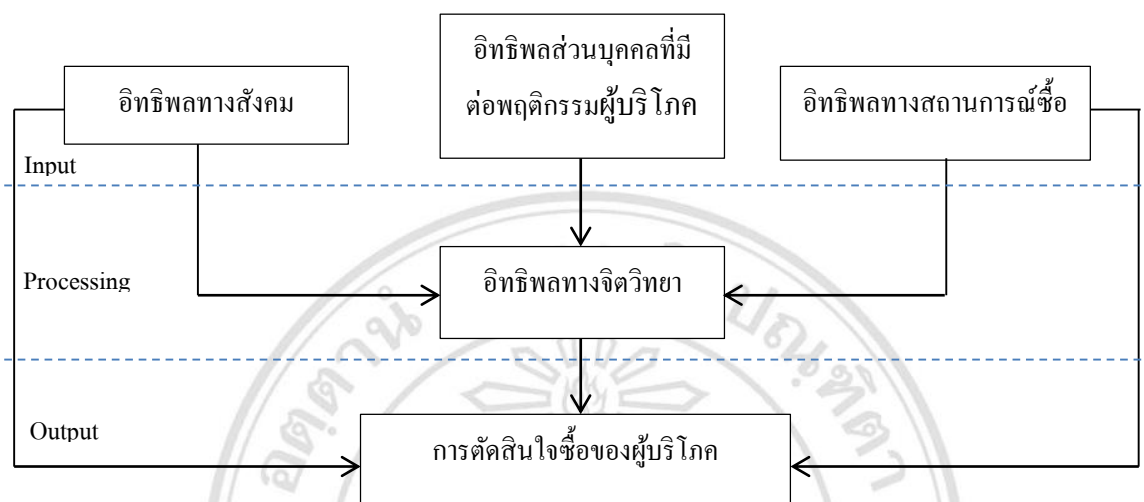 อิทธิพลส่วนบุคคลที่มี
ต่อพฤติกรรมผู้บริโภค
อิทธิพลทางสังคม
อิทธิพลทางสถานการณ์ซื้อ
Input
Processing
อิทธิพลทางจิตวิทยา
Output
การตัดสินใจซื้อของผู้บริโภค